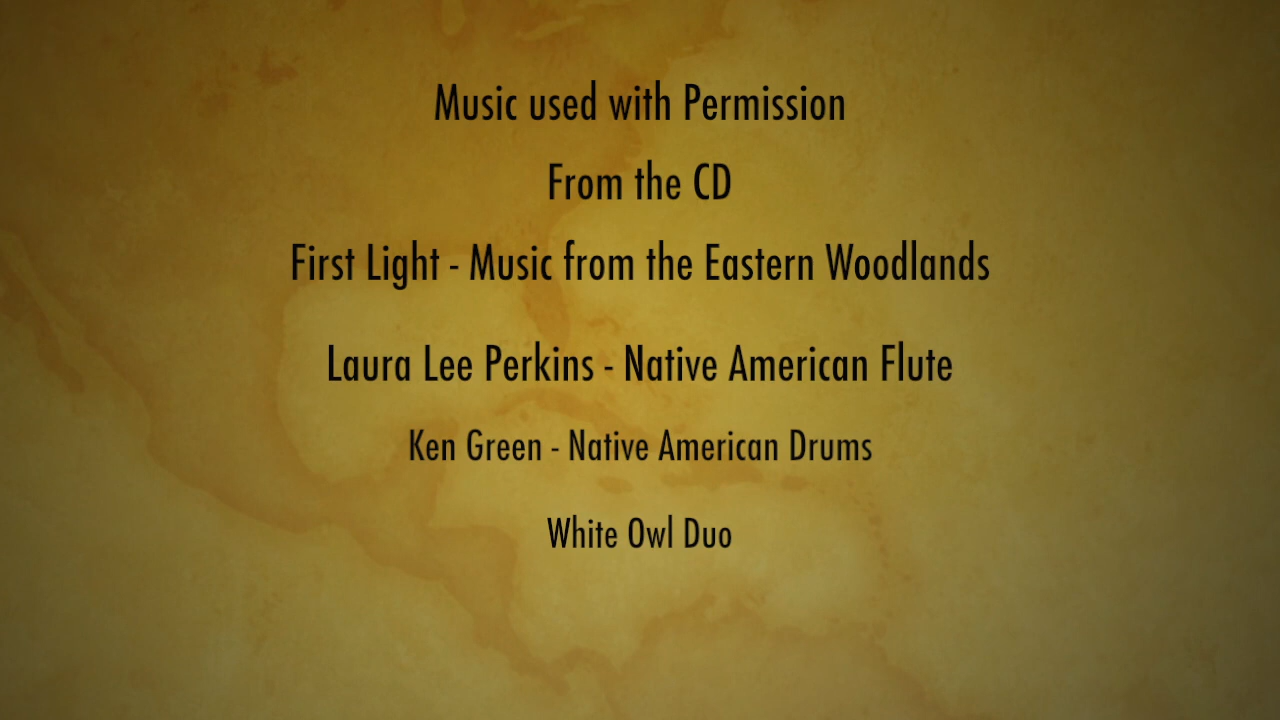 Music used with Permission
From the CD
First Light - Music from the Eastern Woodlands
Laura Lee Perkins - Native American Flute
Ken Green - Native American Drums
White Owl Duo